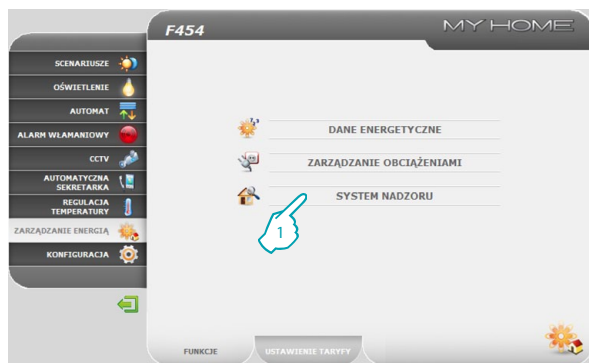 F454
MY HOME
SCENARIUSZE
OŚWIETLENIE
AUTOMAT
ALARM WŁAMANIOWY
CCTV
AUTOMATYCZNA
SEKRETARKA
REGULACJA
TEMPERATURY
ZARZĄDZANIE ENERGIĄ
KONFIGURACJA
DANE ENERGETYCZNE
ZARZĄDZANIE OBCIĄŻENIAMI
SYSTEM NADZORU
1
FUNKCJE
USTAWIENIE TARYFY